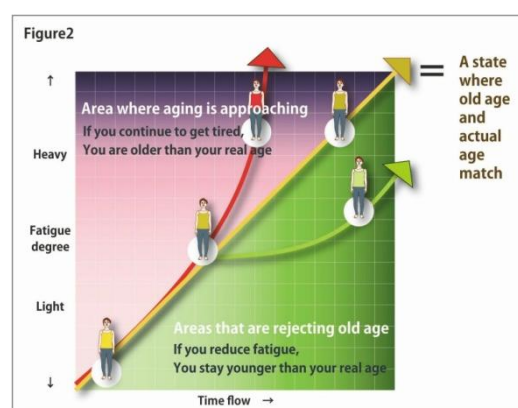 Figure2
↑
Heavy
Fatigue
degree
Light
↓
Area where aging is approaching
If you continue to get tired,
You are older than your real age
Areas that are rejecting old age
If you reduce fatigue,
You stay younger than your real age
Time flow →
=
A state
where
old age
and
actual
age
match